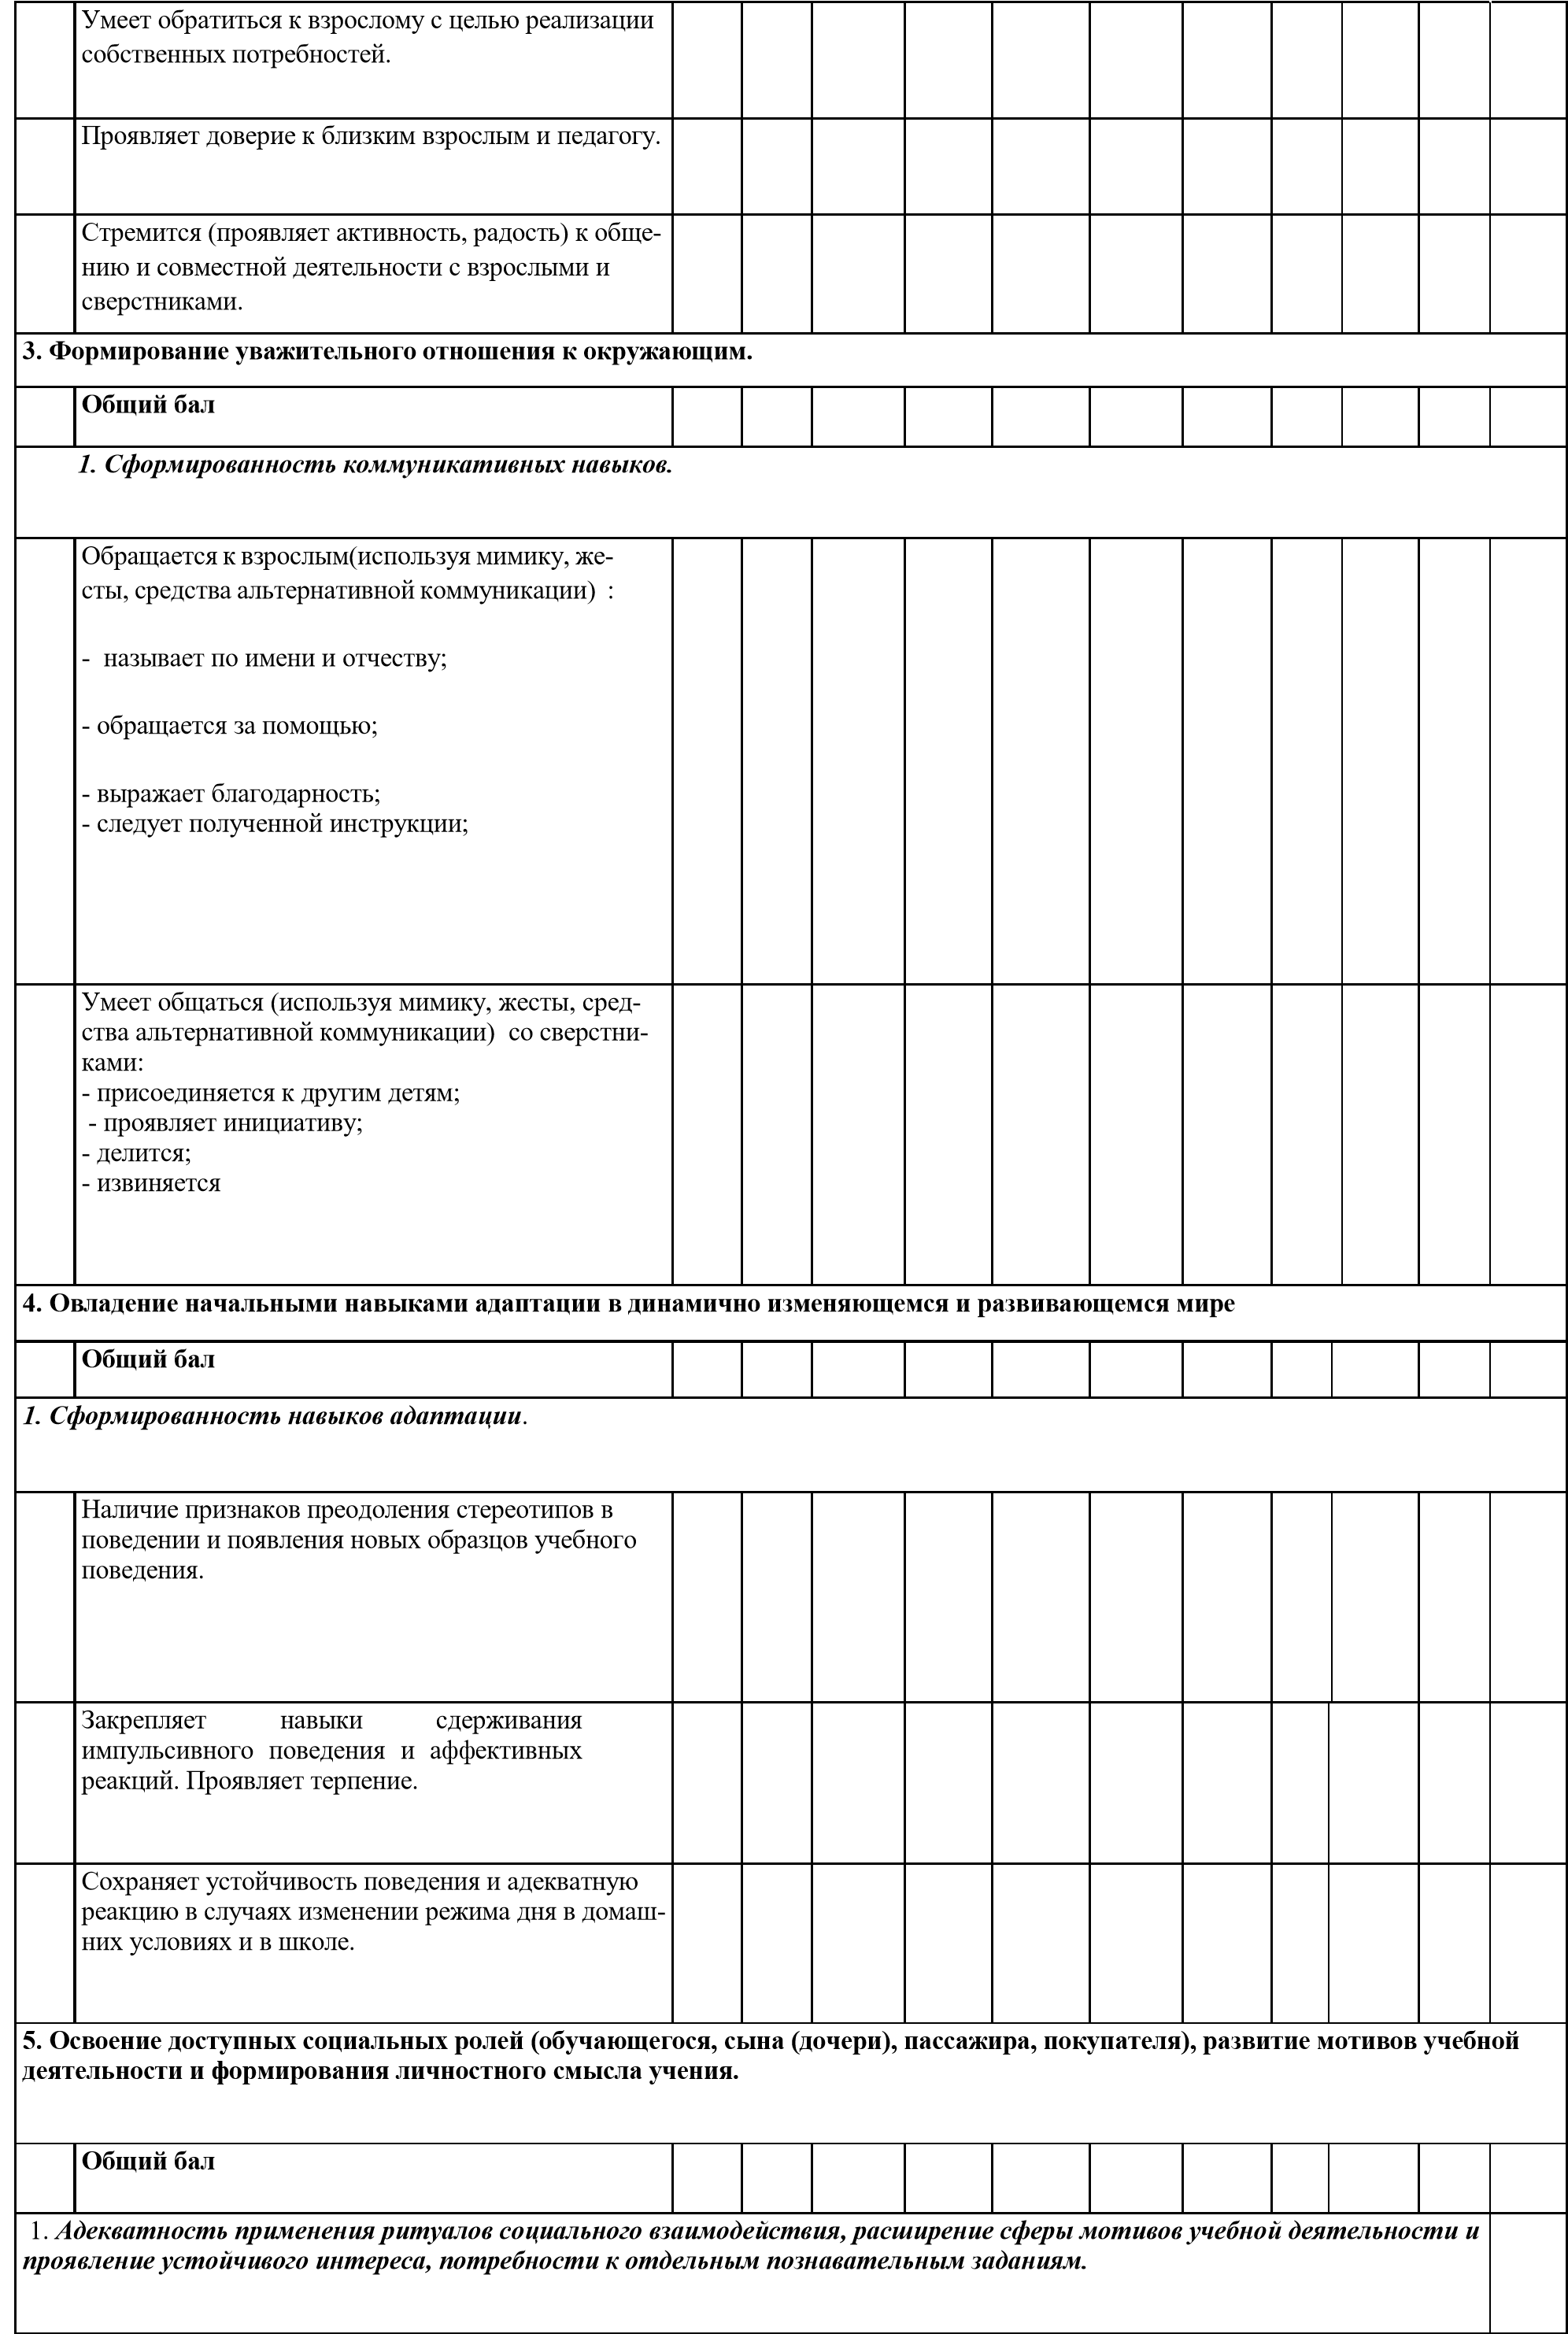 Умеет обратиться к взрослому с целью реализации
собственных потребностей.
Проявляет доверие к близким взрослым и педагогу.
Стремится (проявляет активность, радость) к обще-
нию и совместной деятельности с взрослыми и
сверстниками.
3. Формирование уважительного отношения к окружающим.
Общий бал
1. Сформированность коммуникативных навыков.
Обращается к взрослым(используя мимику, же-
сты, средства альтернативной коммуникации)  :
-  называет по имени и отчеству;
- обращается за помощью;
- выражает благодарность;
- следует полученной инструкции;
Умеет общаться (используя мимику, жесты, сред-
ства альтернативной коммуникации)  со сверстни-
ками:
- присоединяется к другим детям;
- проявляет инициативу;
- делится;
- извиняется
4. Овладение начальными навыками адаптации в динамично изменяющемся и развивающемся мире
Общий бал
1. Сформированность навыков адаптации.
Наличие признаков преодоления стереотипов в
поведении и появления новых образцов учебного
поведения.
Закрепляет навыки сдерживания
импульсивного поведения и аффективных
реакций. Проявляет терпение.
Сохраняет устойчивость поведения и адекватную
реакцию в случаях изменении режима дня в домаш-
них условиях и в школе.
5. Освоение доступных социальных ролей (обучающегося, сына (дочери), пассажира, покупателя), развитие мотивов учебной
деятельности и формирования личностного смысла учения.
Общий бал
1. Адекватность применения ритуалов социального взаимодействия, расширение сферы мотивов учебной деятельности и
проявление устойчивого интереса, потребности к отдельным познавательным заданиям.